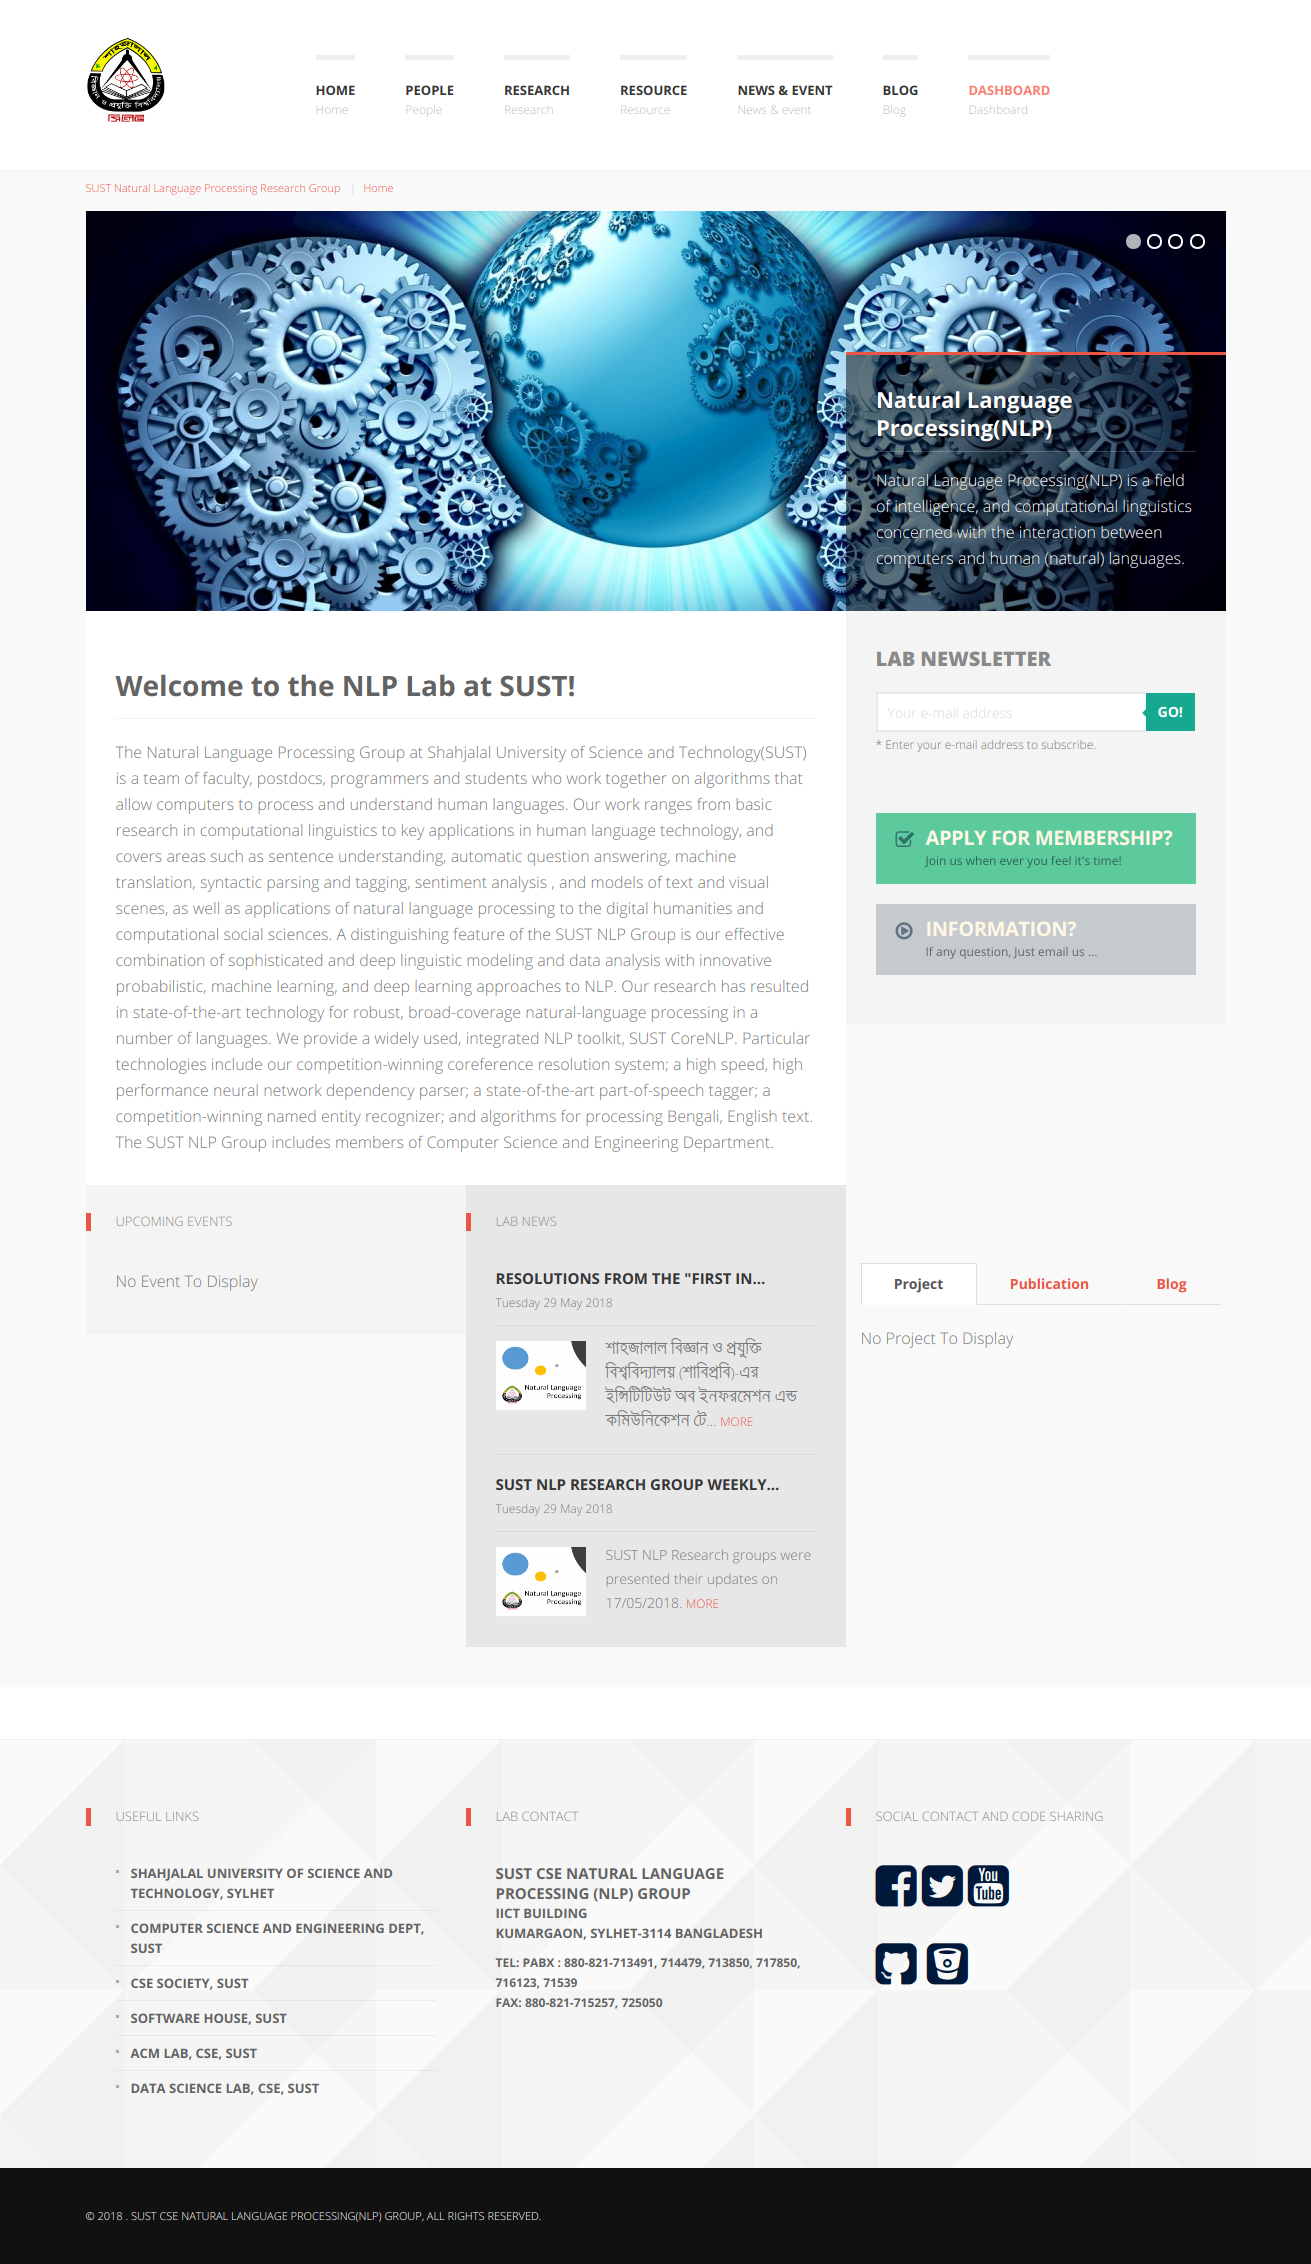 HOME
Home
PEOPLE
People
RESEARCH
Research
RESOURCE
Resource
NEWS & EVENT
News & event
BLOG
Blog
DASHBOARD
Dashboard
SUST Natural Language Processing Research Group | Home
Natural Language
Processing(NLP)
Natural Language Processing(NLP) is a field
of intelligence, and computational linguistics
concerned with the interaction between
computers and human (natural) languages.
Welcome to the NLP Lab at SUST!
The Natural Language Processing Group at Shahjalal University of Science and Technology(SUST)
is a team of faculty, postdocs, programmers and students who work together on algorithms that
allow computers to process and understand human languages. Our work ranges from basic
research in computational linguistics to key applications in human language technology, and
covers areas such as sentence understanding, automatic question answering, machine
translation, syntactic parsing and tagging, sentiment analysis , and models of text and visual
scenes, as well as applications of natural language processing to the digital humanities and
computational social sciences. A distinguishing feature of the SUST NLP Group is our effective
combination of sophisticated and deep linguistic modeling and data analysis with innovative
probabilistic, machine learning, and deep learning approaches to NLP. Our research has resulted
in state-of-the-art technology for robust, broad-coverage natural-language processing in a
number of languages. We provide a widely used, integrated NLP toolkit, SUST CoreNLP. Particular
technologies include our competition-winning coreference resolution system; a high speed, high
performance neural network dependency parser; a state-of-the-art part-of-speech tagger; a
competition-winning named entity recognizer; and algorithms for processing Bengali, English text.
The SUST NLP Group includes members of Computer Science and Engineering Department.
LAB NEWSLETTER
Your e-mail address
GO!
* Enter your e-mail address to subscribe.
APPLY FOR MEMBERSHIP?
Join us when ever you feel it's time!
INFORMATION?
If any question, Just email us ...
UPCOMING EVENTS
No Event To Display
LAB NEWS
RESOLUTIONS FROM THE "FIRST IN...
Tuesday 29 May 2018
Natural Language
Processing
শাহজালাল বিজ্ঞান ও প্রযুক্তি
বিশ্ববিদ্যালয় (শাবিপ্রবি)-এর
ইন্সিটিটিউট অব ইনফরমেশন এন্ড
কমিউনিকেশন টে... MORE
SUST NLP RESEARCH GROUP WEEKLY...
Tuesday 29 May 2018
Natural Language
Processing
SUST NLP Research groups were
presented their updates on
17/05/2018. MORE
Project
Publication
Blog
No Project To Display
USEFUL LINKS
SHAHJALAL UNIVERSITY OF SCIENCE AND
TECHNOLOGY, SYLHET
COMPUTER SCIENCE AND ENGINEERING DEPT,
SUST
CSE SOCIETY, SUST
SOFTWARE HOUSE, SUST
ACM LAB, CSE, SUST
DATA SCIENCE LAB, CSE, SUST
LAB CONTACT
SUST CSE NATURAL LANGUAGE
PROCESSING (NLP) GROUP
IICT BUILDING
KUMARGAON, SYLHET-3114 BANGLADESH
TEL: PABX : 880-821-713491, 714479, 713850, 717850,
716123, 71539
FAX: 880-821-715257, 725050
SOCIAL CONTACT AND CODE SHARING
You
Tube
© 2018 . SUST CSE NATURAL LANGUAGE PROCESSING(NLP) GROUP, ALL RIGHTS RESERVED.